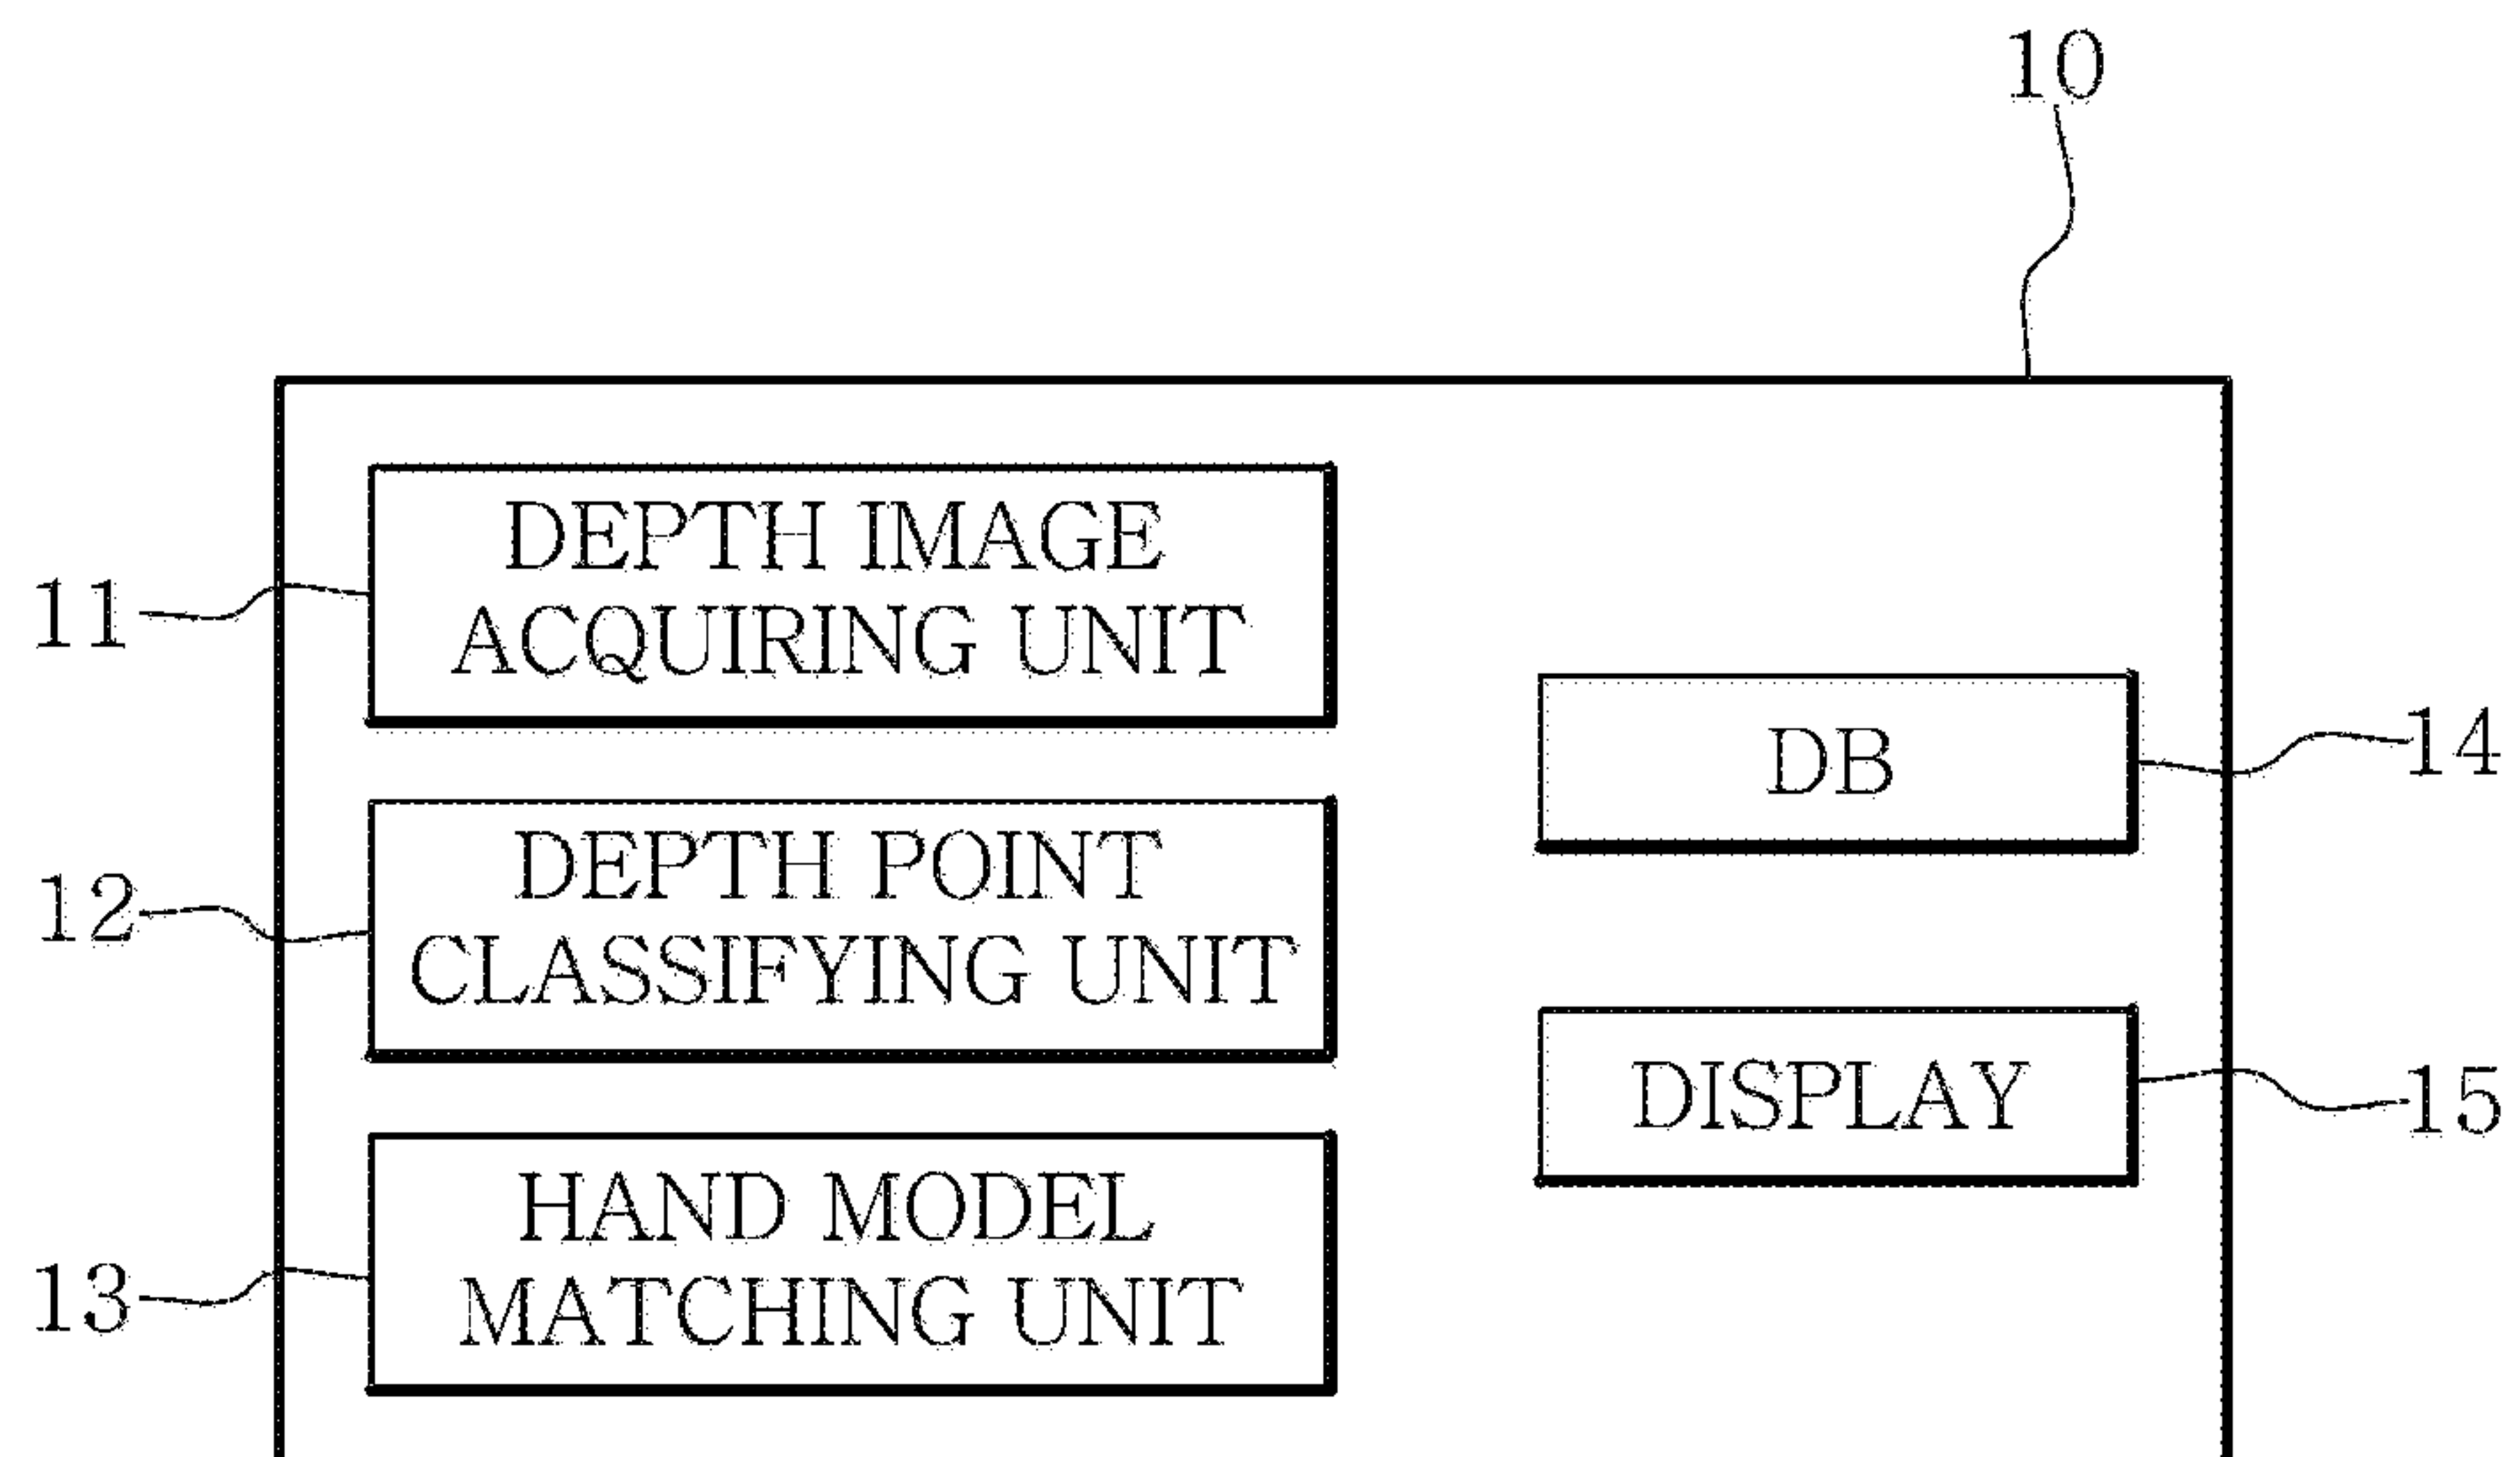 10
11
DEPTH IMAGE
ACQUIRING UNIT
12
DEPTH POINT
CLASSIFYING UNIT
13
HAND MODEL
MATCHING UNIT
DB
14
DISPLAY
15